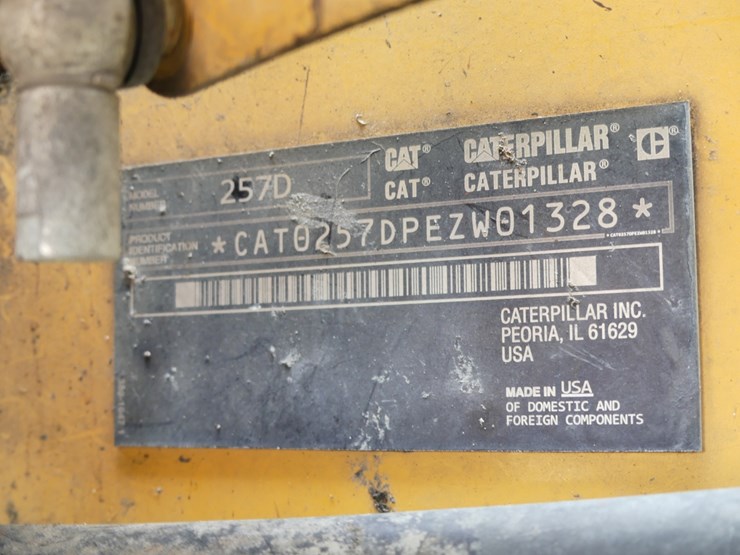 CAT® CATERPILLAR®
MODEL NUMBER 257D
CAT® CATERPILLAR®
PRODUCT IDENTIFICATION NUMBER *CAT0257DPEZW01328*
*CAT0257DPEZW01328*
CATERPILLAR INC.
PEORIA, IL 61629
USA
MADE IN USA
OF DOMESTIC AND
FOREIGN COMPONENTS